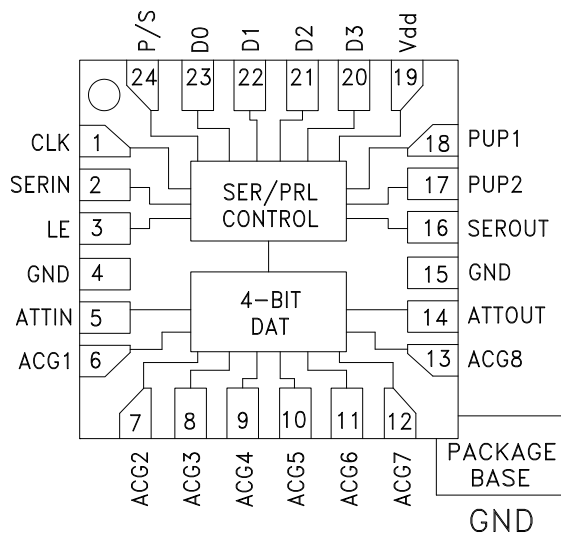 P/S D0 D1 D2 D3 Vdd
24 23 22 21 20 19
CLK 1
SERIN 2
LE 3
GND 4
ATTIN 5
ACG1 6
SER/PRL
CONTROL
4-BIT
DAT
18 PUP1
17 PUP2
16 SEROUT
15 GND
14 ATTOUT
13 ACG8
7 8 9 10 11 12
ACG2 ACG3 ACG4 ACG5 ACG6 ACG7
PACKAGE
BASE
GND